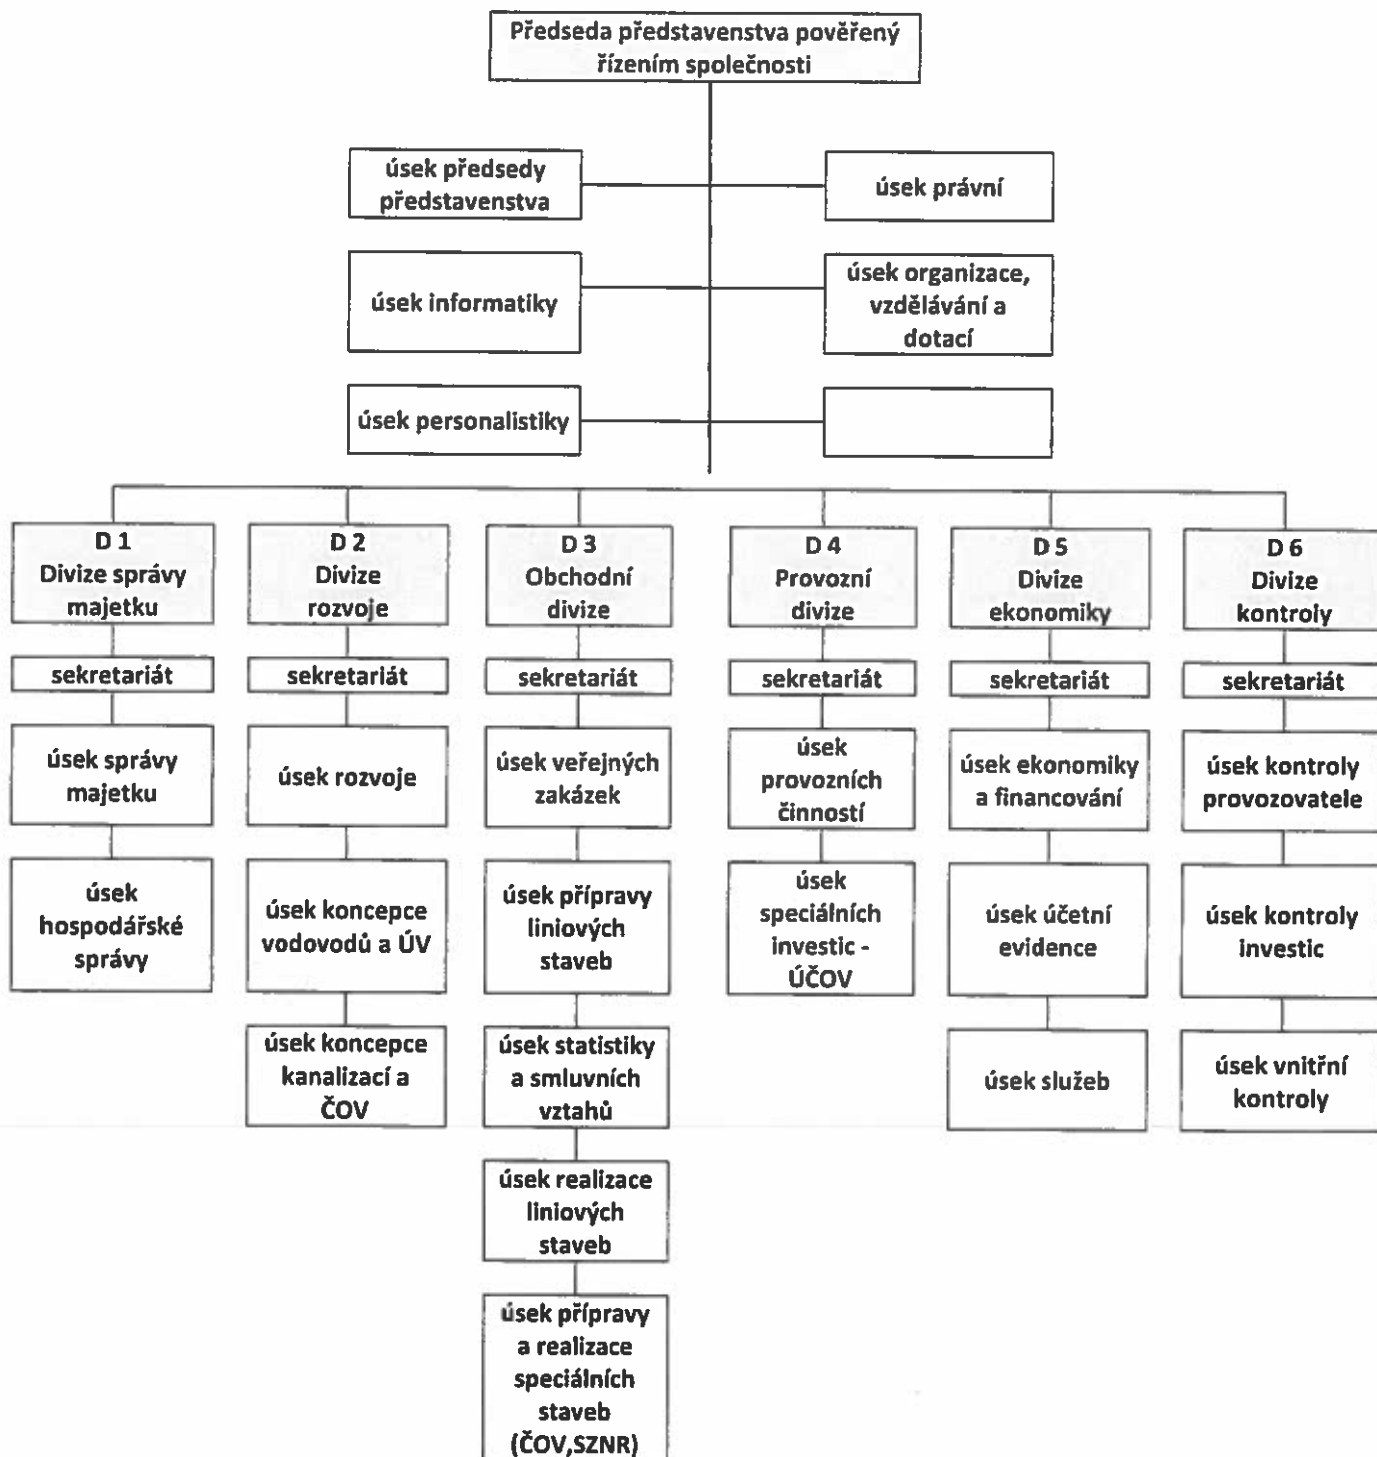 Předseda představenstva pověřený
řízením společnosti
úsek předsedy
představenstva
úsek právní
úsek informatiky
úsek organizace,
vzdělávání a
dotací
úsek personalistiky
D 1
Divize správy
majetku
sekretariát
úsek správy
majetku
úsek
hospodářské
správy
D 2
Divize
rozvoje
sekretariát
úsek rozvoje
úsek koncepce
vodovodů a ÚV
úsek koncepce
kanalizací a
ČOV
D 3
Obchodní
divize
sekretariát
úsek veřejných
zakázek
úsek přípravy
liniových
staveb
úsek statistiky
a smluvních
vztahů
úsek realizace
liniových
staveb
úsek přípravy
a realizace
speciálních
staveb
(ČOV,SZNR)
D 4
Provozní
divize
sekretariát
úsek
provozních
činností
úsek
speciálních
investic -
ÚČOV
D 5
Divize
ekonomiky
sekretariát
úsek ekonomiky
a financování
úsek účetní
evidence
úsek služeb
D 6
Divize
kontroly
sekretariát
úsek kontroly
provozovatele
úsek kontroly
investic
úsek vnitřní
kontroly